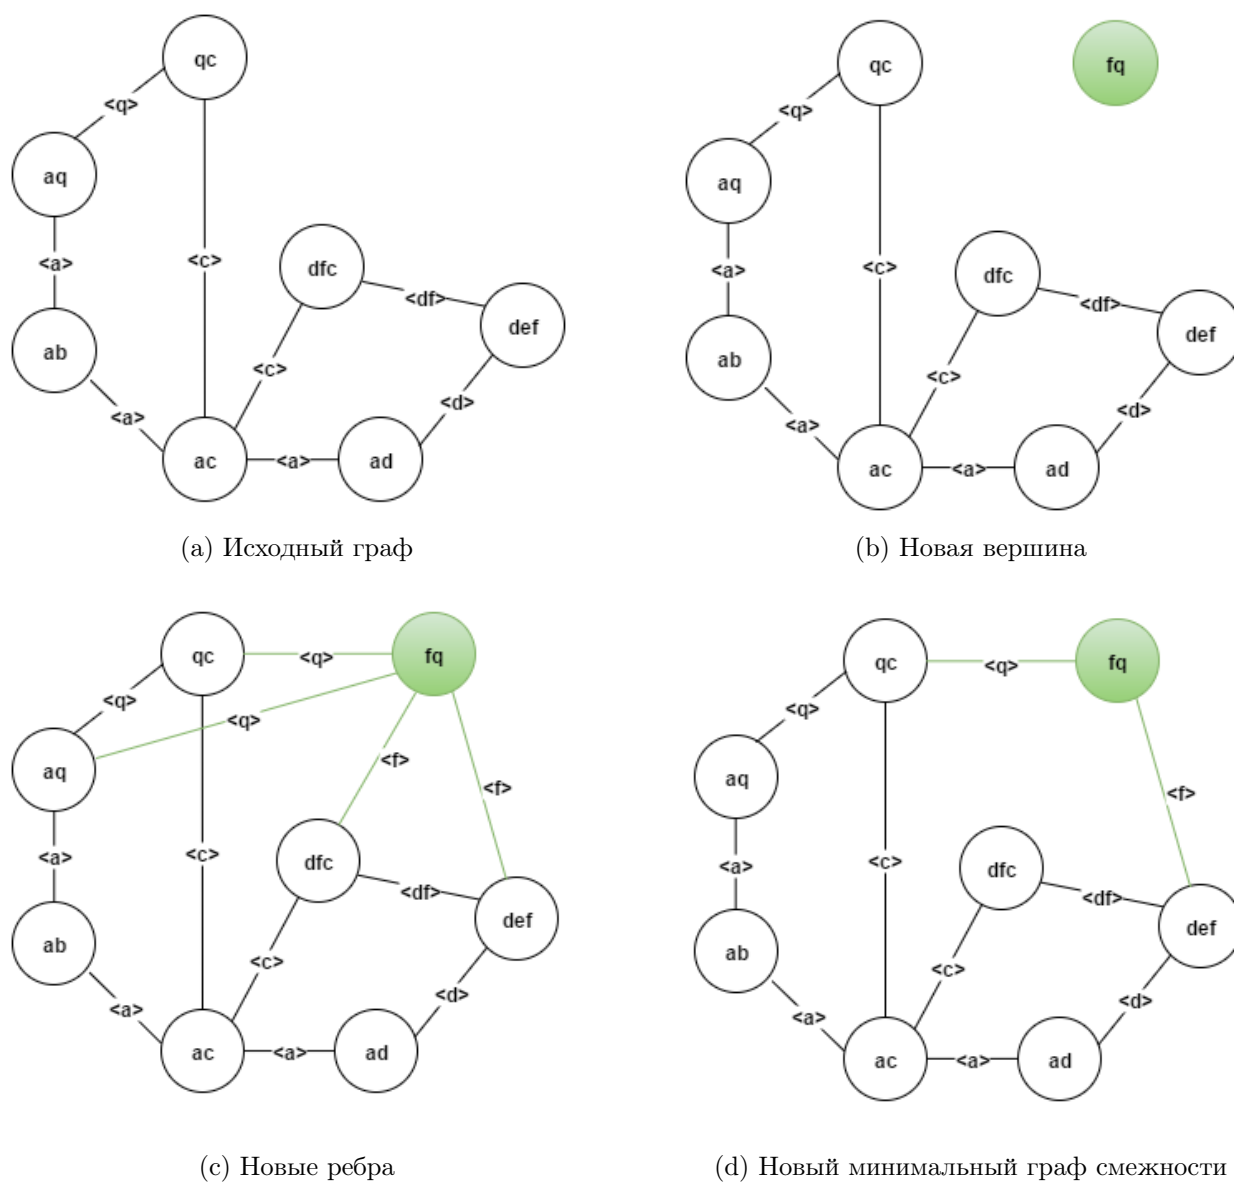 qc
<q>
aq
<a>
ab
<a>
<c>
dfc
<df>
def
<c>
<d>
ac
<a>
ad
(a) Исходный граф
qc
fq
<q>
aq
<a>
ab
<a>
<c>
dfc
<df>
def
<c>
<d>
ac
<a>
ad
(b) Новая вершина
qc
<q>
fq
<q>
<q>
aq
<f>
<f>
<a>
<c>
dfc
<df>
def
ab
<c>
<a>
<d>
ac
<a>
ad
(c) Новые ребра
qc
<q>
fq
<q>
aq
<f>
<a>
<c>
dfc
<df>
def
ab
<c>
<a>
<d>
ac
<a>
ad
(d) Новый минимальный граф смежности